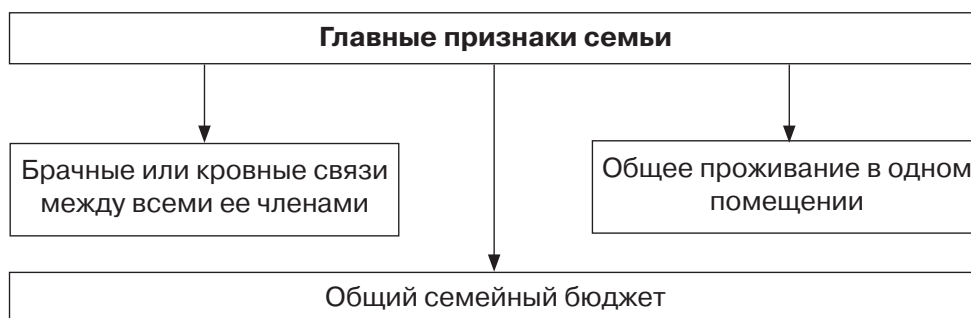 Главные признаки семьи
Брачные или кровные связи
между всеми ее членами
Общее проживание в одном
помещении
Общий семейный бюджет